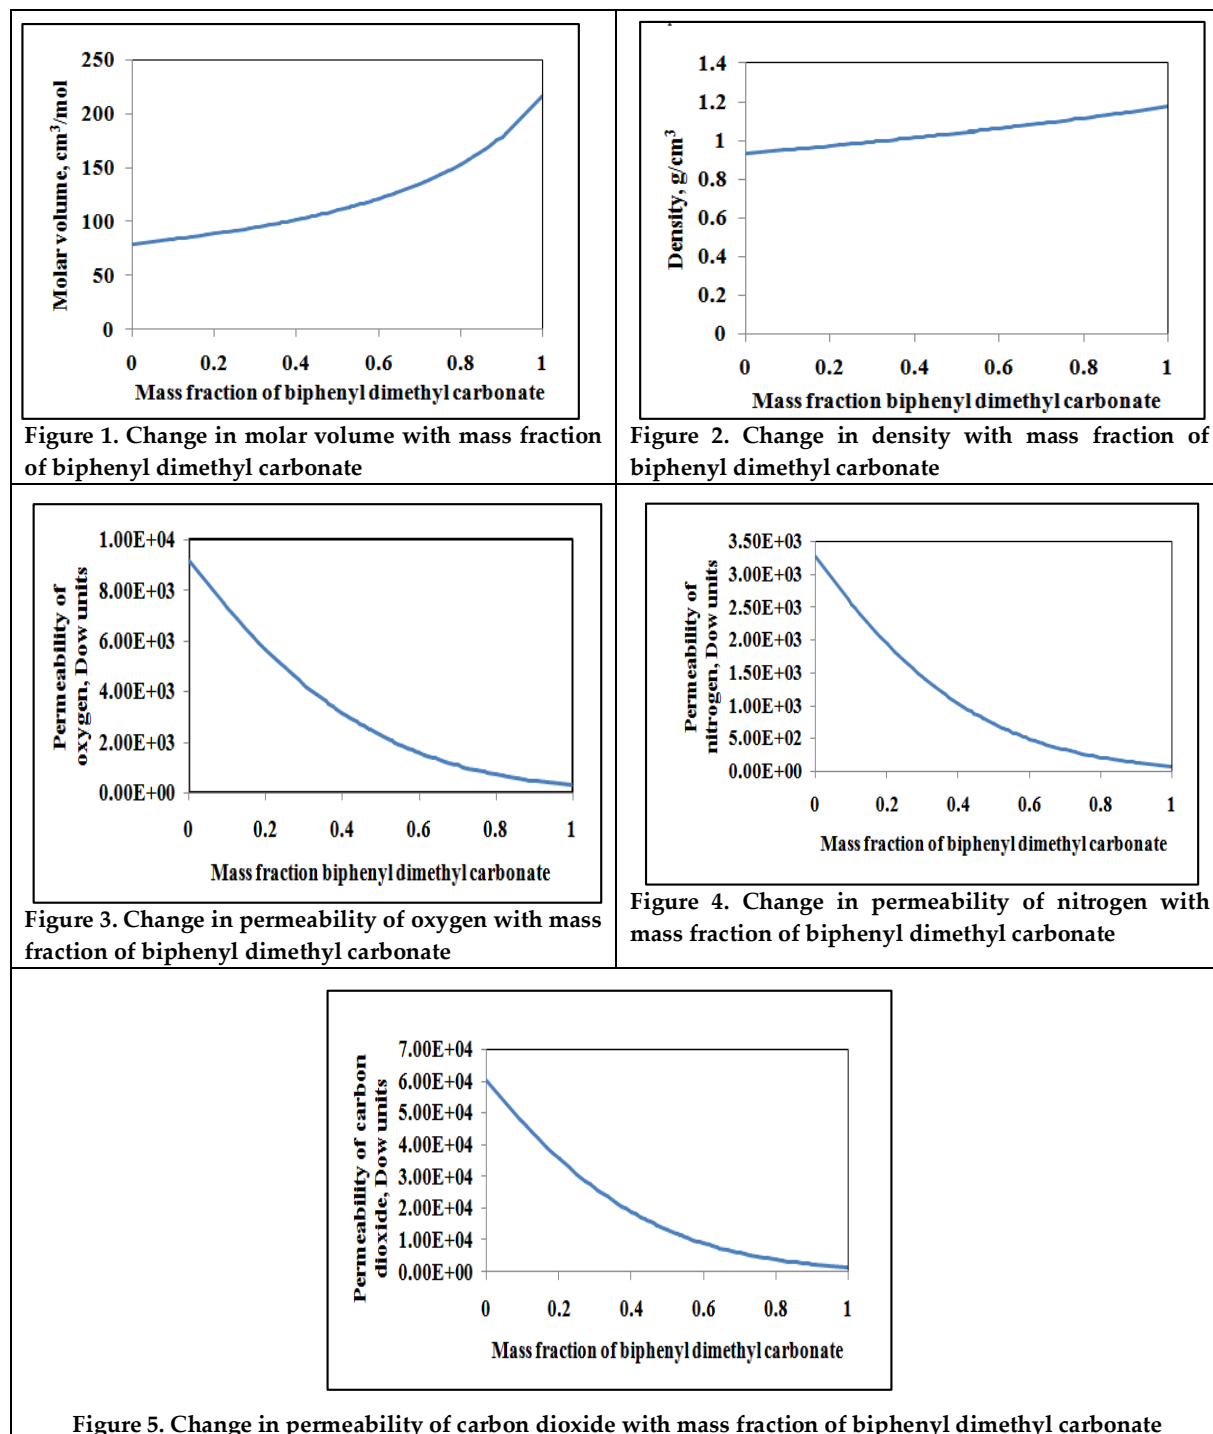 250
200
150
100
50
0
0 0.2 0.4 0.6 0.8 1
Molar volume, cm³/mol
Mass fraction of biphenyl dimethyl carbonate
Figure 1. Change in molar volume with mass fraction
of biphenyl dimethyl carbonate
1.4
1.2
1
0.8
0.6
0.4
0.2
0
0 0.2 0.4 0.6 0.8 1
Density, g/cm³
Mass fraction biphenyl dimethyl carbonate
Figure 2. Change in density with mass fraction of
biphenyl dimethyl carbonate
1.00E+04
8.00E+03
6.00E+03
4.00E+03
2.00E+03
0.00E+00
0 0.2 0.4 0.6 0.8 1
Permeability of
oxygen, Dow units
Mass fraction biphenyl dimethyl carbonate
Figure 3. Change in permeability of oxygen with mass
fraction of biphenyl dimethyl carbonate
3.50E+03
3.00E+03
2.50E+03
2.00E+03
1.50E+03
1.00E+03
5.00E+02
0.00E+00
0 0.2 0.4 0.6 0.8 1
Permeability of
nitrogen, Dow units
Mass fraction of biphenyl dimethyl carbonate
Figure 4. Change in permeability of nitrogen with
mass fraction of biphenyl dimethyl carbonate
7.00E+04
6.00E+04
5.00E+04
4.00E+04
3.00E+04
2.00E+04
1.00E+04
0.00E+00
0 0.2 0.4 0.6 0.8 1
Permeability of carbon
dioxide, Dow units
Mass fraction of biphenyl dimethyl carbonate
Figure 5. Change in permeability of carbon dioxide with mass fraction of biphenyl dimethyl carbonate